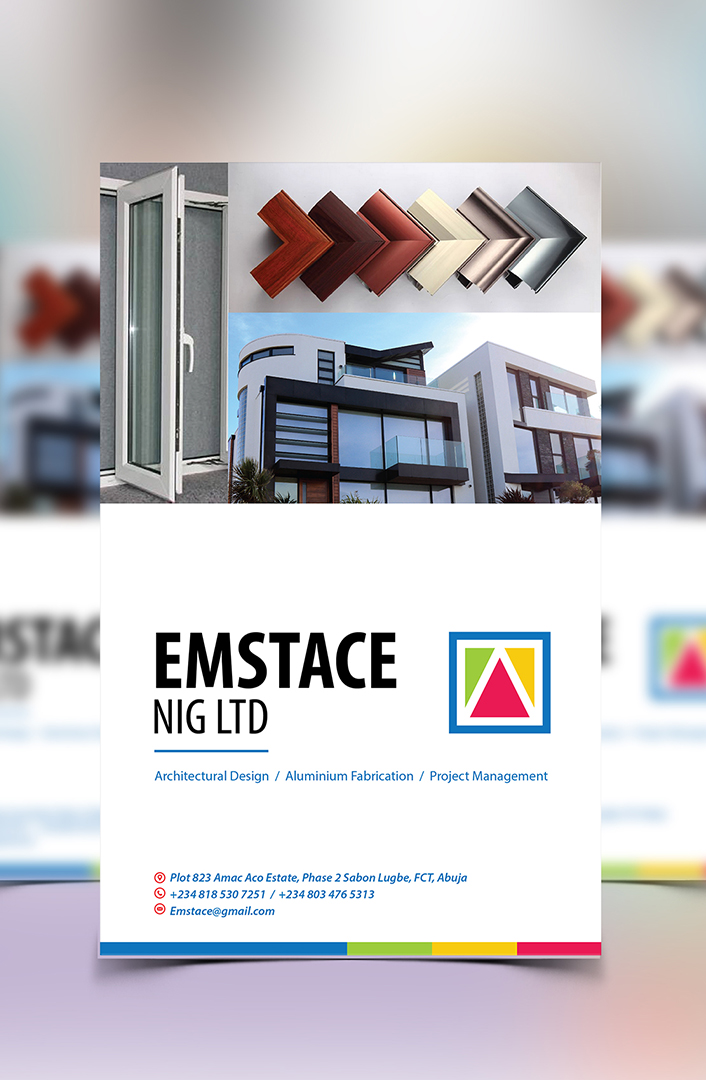 EMSTACE
NIG LTD
Architectural Design / Aluminium Fabrication / Project Management
Plot 823 Amac Aco Estate, Phase 2 Sabon Lugbe, FCT, Abuja
+234 818 530 7251 / +234 803 476 5313
Emstace@gmail.com